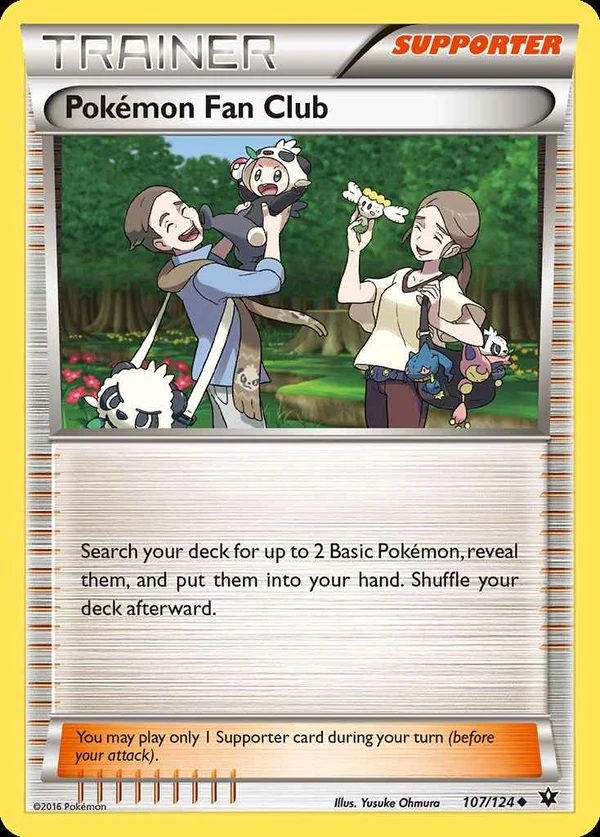 TRAINER
SUPPORTER
Pokémon Fan Club
Search your deck for up to 2 Basic Pokémon, reveal
them, and put them into your hand. Shuffle your
deck afterward.
You may play only 1 Supporter card during your turn (before
your attack).
©2016 Pokémon
Illus. Yusuke Ohmura
107/124